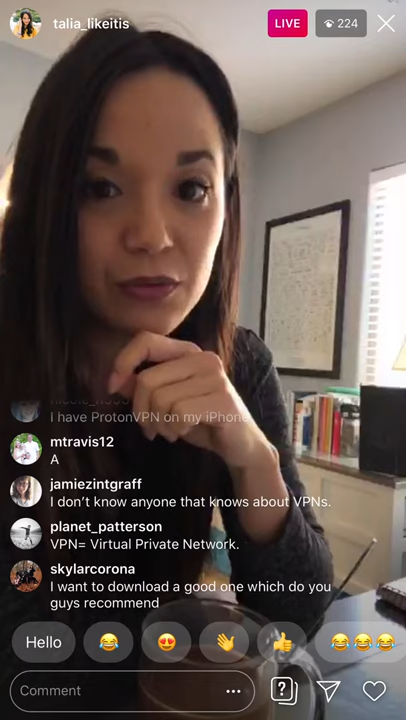 talia_likeitis
LIVE
224
I have ProtonVPN on my iPhone
mtravis12
A
jamiezintgraff
I don't know anyone that knows about VPNs.
planet_patterson
VPN= Virtual Private Network.
skylarcorona
I want to download a good one which do you
guys recommend
Hello
Comment